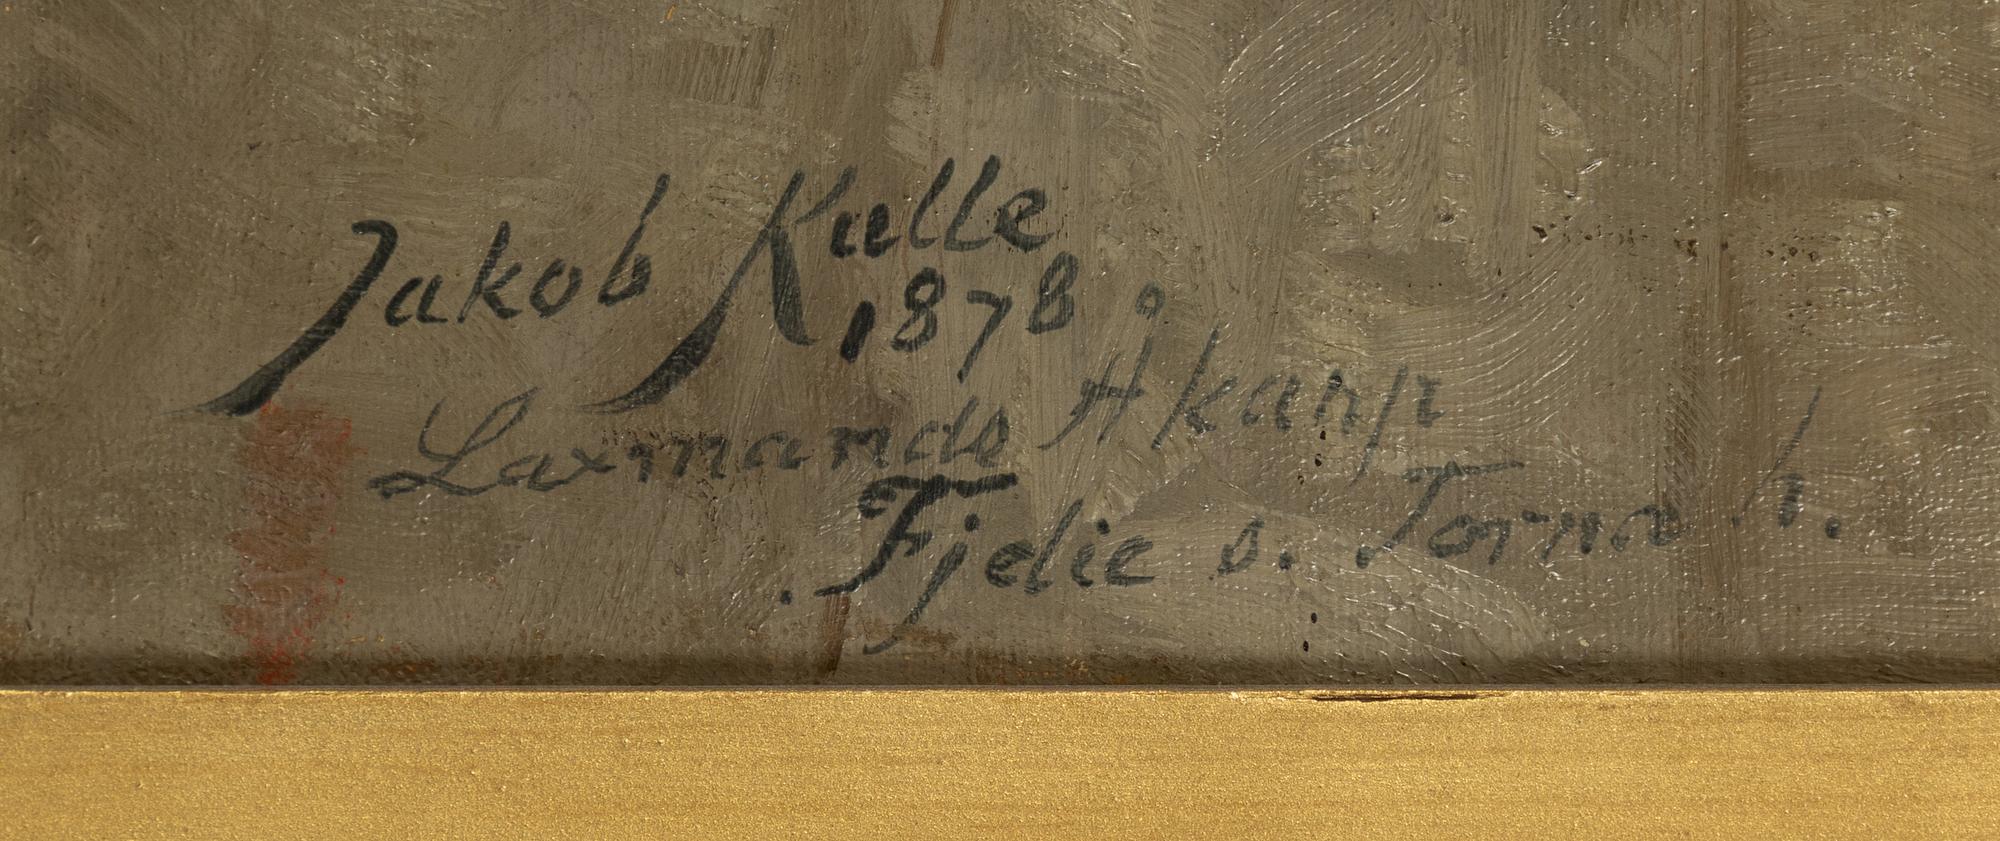 Jakob Kulle
1878
Laxmands Åkarp
Fjelie s. Torna h.